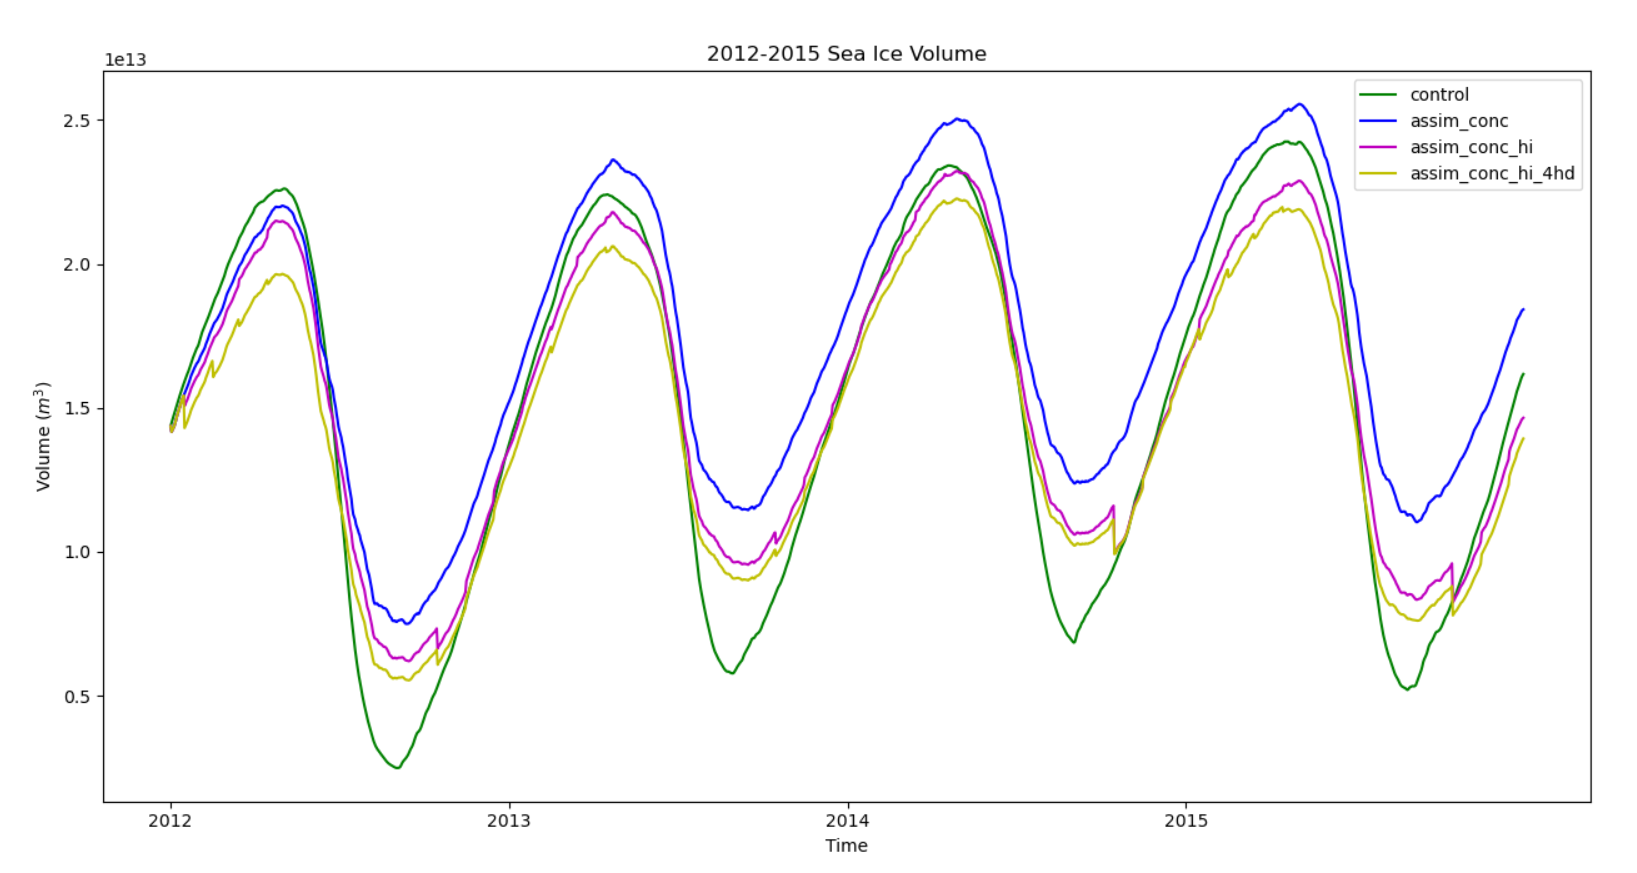 2012-2015 Sea Ice Volume
1e13
control
assim_conc
assim_conc_hi
assim_conc_hi_4hd
2.5
2.0
1.5
1.0
0.5
Volume (m³)
2012 2013 2014 2015
Time